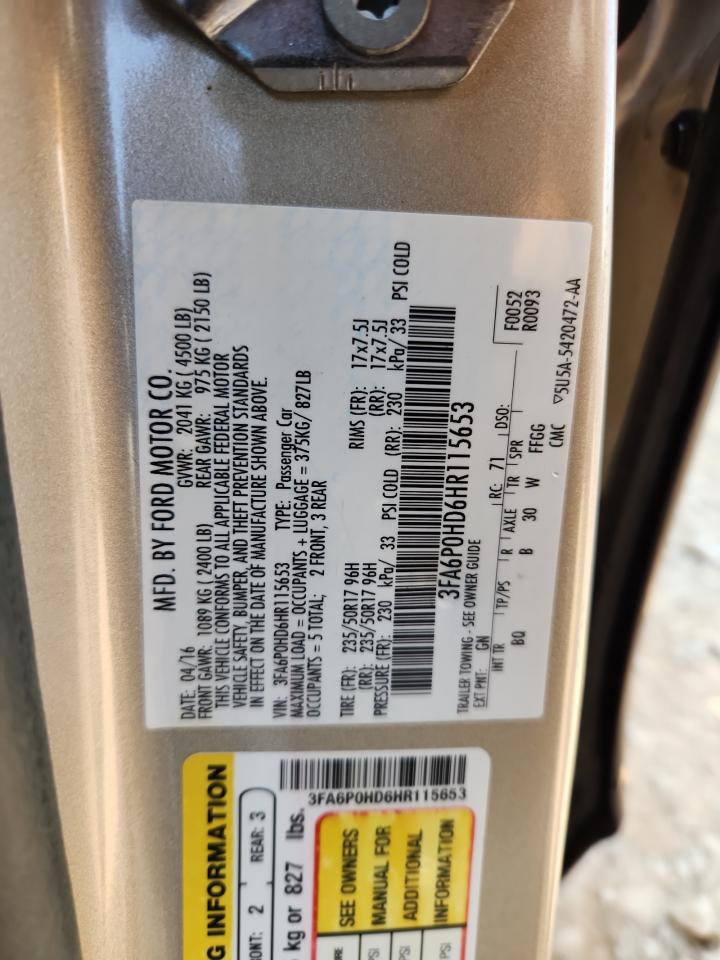 MFD. BY FORD MOTOR CO.
DATE: 04/16 GVWR: 2041 KG ( 4500 LB)
FRONT GAWR: 1089 KG ( 2400 LB) REAR GAWR: 975 KG ( 2150 LB)
THIS VEHICLE CONFORMS TO ALL APPLICABLE FEDERAL MOTOR
VEHICLE SAFETY, BUMPER, AND THEFT PREVENTION STANDARDS
IN EFFECT ON THE DATE OF MANUFACTURE SHOWN ABOVE.
VIN: 3FA6P0HD6HR115653 TYPE: Passenger Car
MAXIMUM LOAD = OCCUPANTS + LUGGAGE = 375KG/ 827LB
OCCUPANTS = 5 TOTAL; 2 FRONT, 3 REAR
TIRE (FR): 235/50R17 96H RIMS (FR): 17x7.5J
(RR): 235/50R17 96H (RR): 17x7.5J
PRESSURE (FR): 230 kPa/ 33 PSI COLD (RR): 230 kPa/ 33 PSI COLD
3FA6P0HD6HR115653
TRAILER TOWING - SEE OWNER GUIDE
EXT PNT: GN RC: 71 DSO:
INT TR TP/PS R AXLE TR SPR F0052
BQ B 30 W FFGG R0093
CMC
▽5U5A-5420472-AA
G INFORMATION
RONT: 2 REAR: 3
kg or 827 lbs.
3FA6P0HD6HR115653
SEE OWNERS
MANUAL FOR
ADDITIONAL
INFORMATION
PSI
PSI
PSI